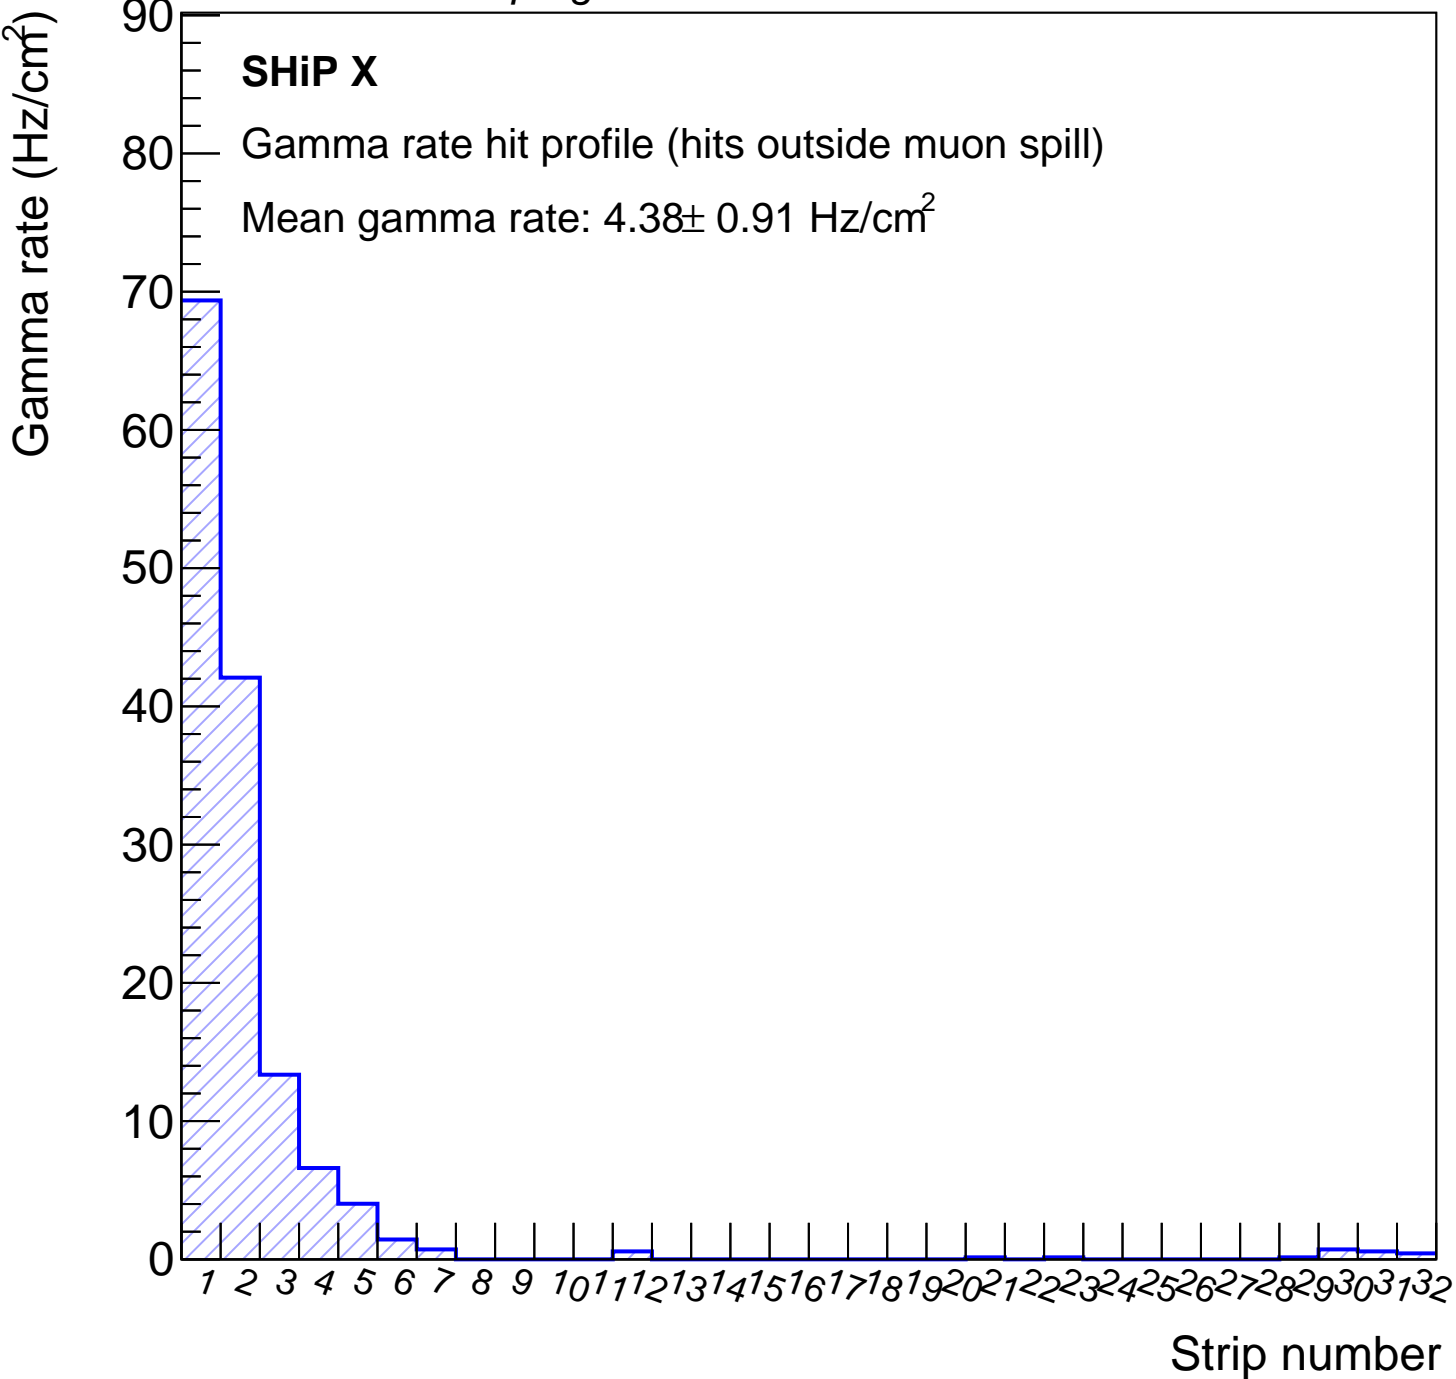 90
SHiP X
Gamma rate hit profile (hits outside muon spill)
Mean gamma rate: 4.38± 0.91 Hz/cm²
Gamma rate (Hz/cm²)
80
70
60
50
40
30
20
10
0
1 2 3 4 5 6 7 8 9 10 11 12 13 14 15 16 17 18 19 20 21 22 23 24 25 26 27 28 29 30 31 32
Strip number